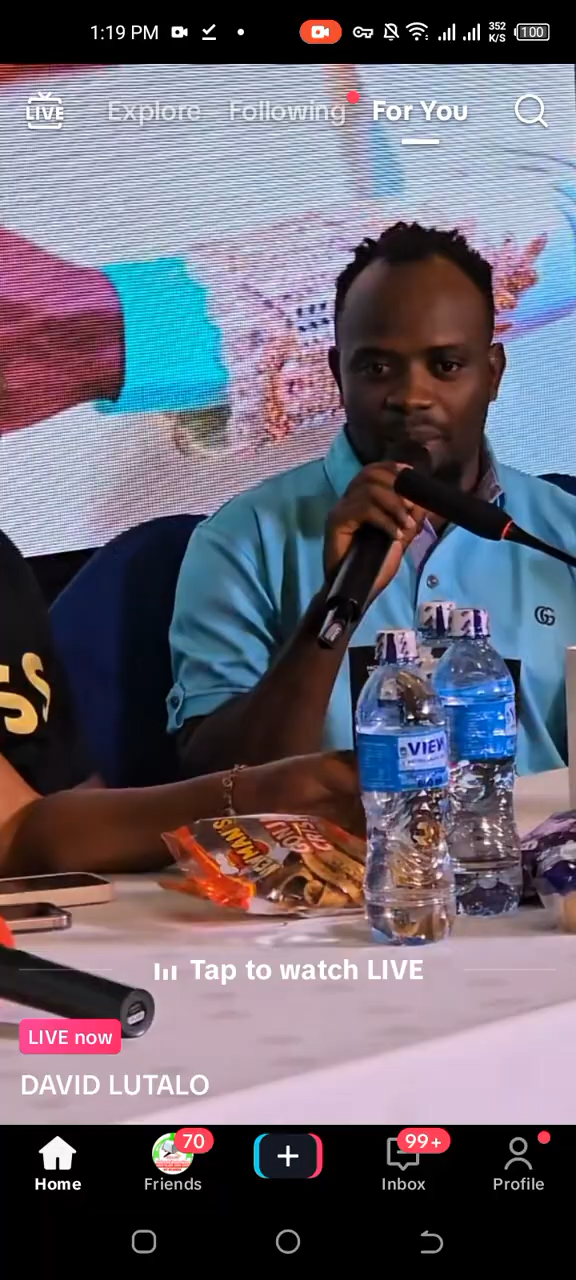 1:19 PM
352
K/S
100
LIVE
Explore
Following
For You
VIEW
Tap to watch LIVE
LIVE now
DAVID LUTALO
70
99+
Home
Friends
Inbox
Profile